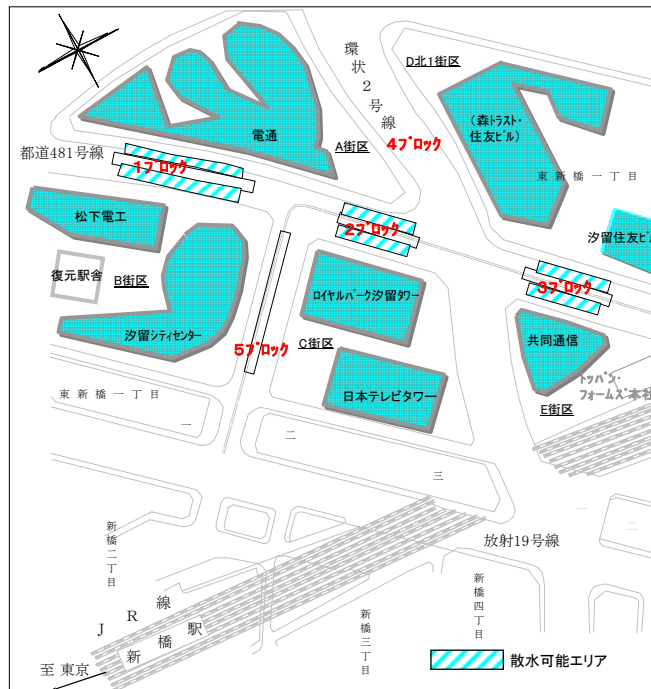 環状2号線
D北1街区
(森トラスト・
住友ビル)
電通
A街区
4ブロック
都道481号線
1ブロック
東新橋一丁目
松下電工
2ブロック
汐留住友ビル
復元駅舎
B街区
ロイヤルパーク汐留タワー
3ブロック
汐留シティセンター
5ブロック
C街区
共同通信
トッパン・
フォームズ本社
東新橋一丁目
日本テレビタワー
E街区
一
二
三
一
二
新橋二丁目
放射19号線
JR線
新橋駅
新橋三丁目
新橋四丁目
至 東京
散水可能エリア